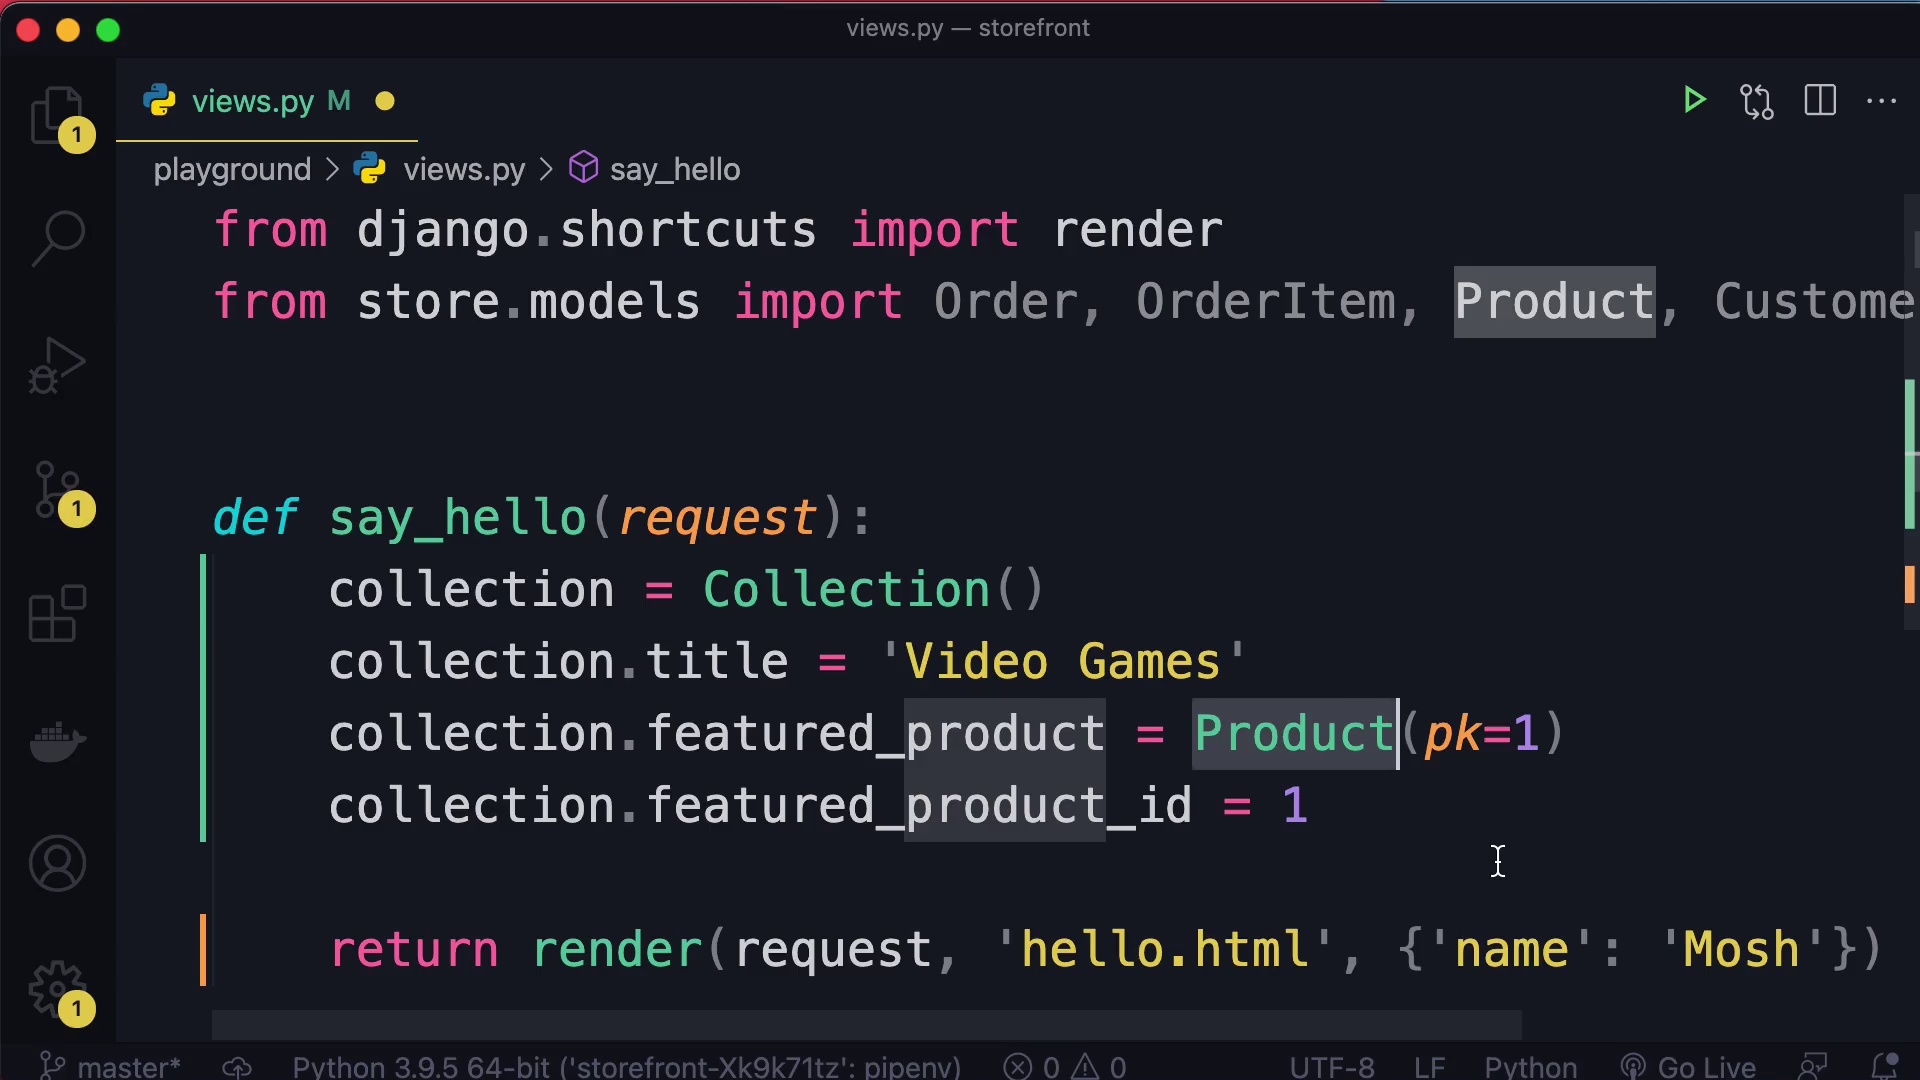 views.py — storefront
views.py M
1
playground > views.py > say_hello
from django.shortcuts import render
from store.models import Order, OrderItem, Product, Custome
def say_hello(request):
1
collection = Collection()
collection.title = 'Video Games'
collection.featured_product = Product(pk=1)
collection.featured_product_id = 1
return render(request, 'hello.html', {'name': 'Mosh'})
1
master* Python 3.9.5 64-bit ('storefront-Xk9k71tz': pipenv) 0 0 UTF-8 LF Python Go Live